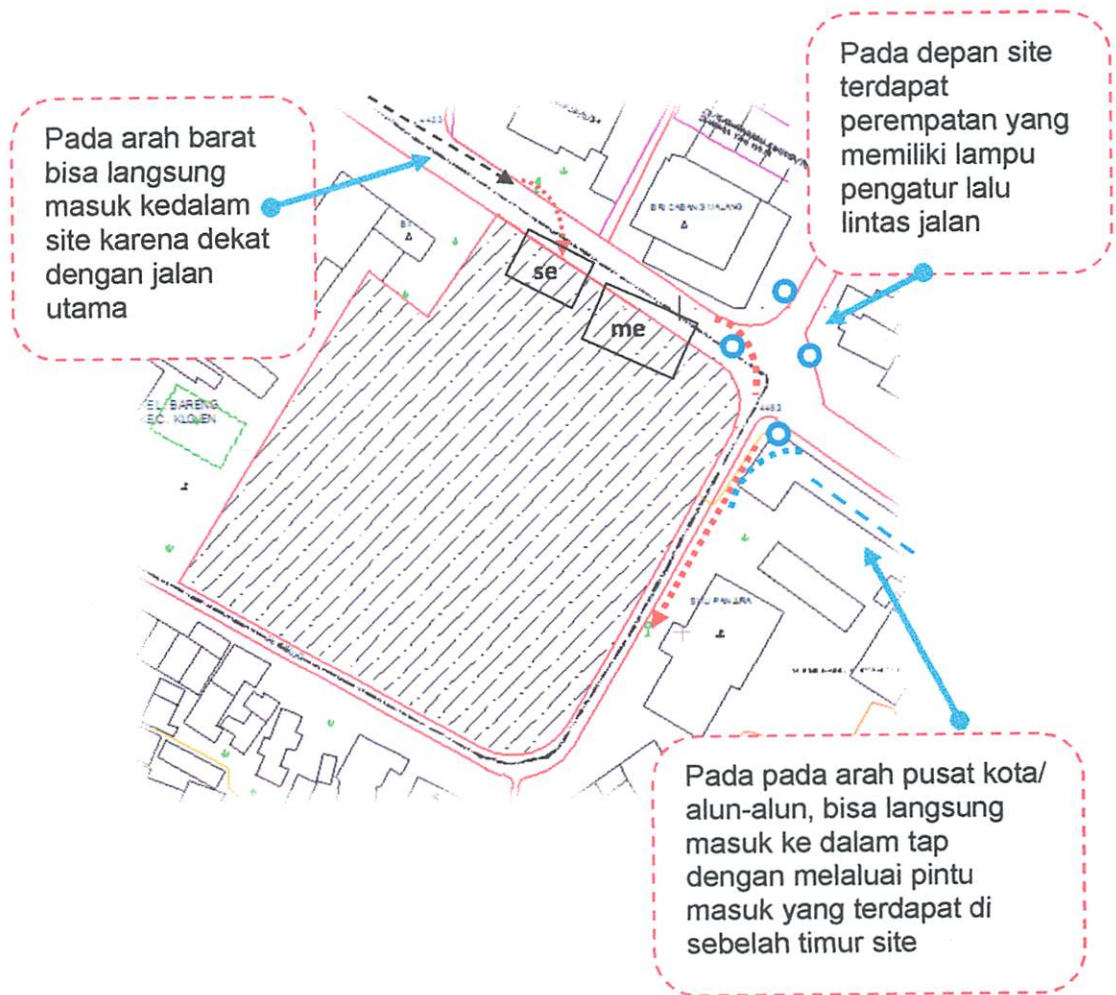 Pada depan site
terdapat
perempatan yang
memiliki lampu
pengatur lalu
lintas jalan
Pada arah barat
bisa langsung
masuk kedalam
site karena dekat
dengan jalan
utama
se
me
BARENG
Pada pada arah pusat kota/
alun-alun, bisa langsung
masuk ke dalam tap
dengan melaluai pintu
masuk yang terdapat di
sebelah timur site